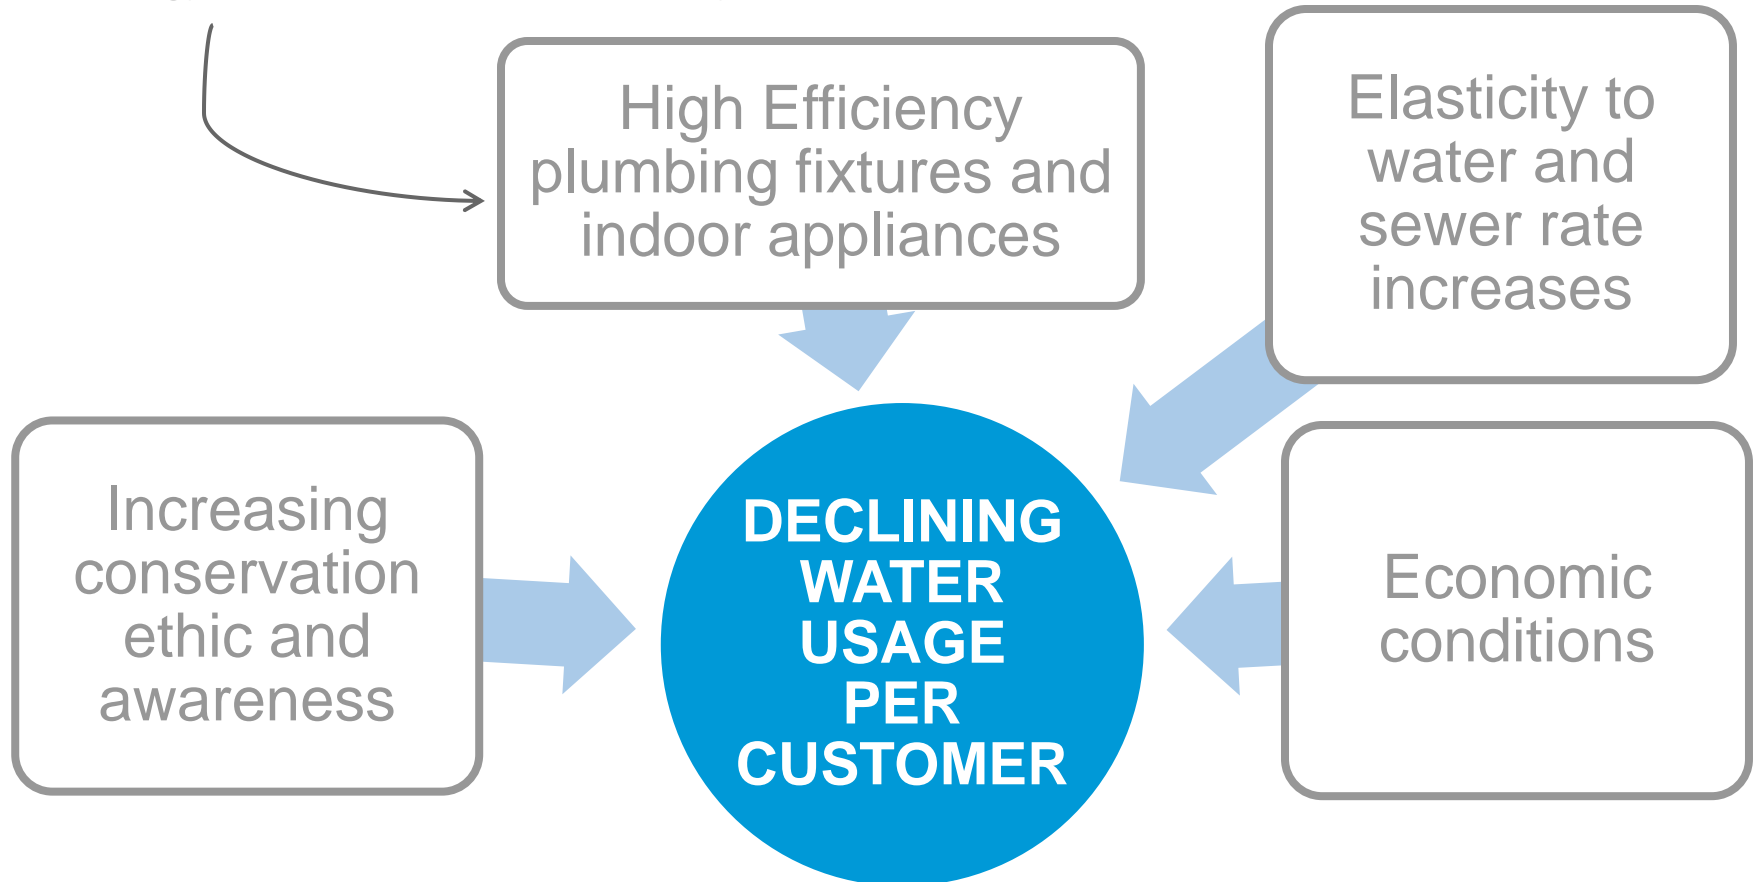 High Efficiency
plumbing fixtures and
indoor appliances
Elasticity to
water and
sewer rate
increases
Increasing
conservation
ethic and
awareness
DECLINING
WATER
USAGE
PER
CUSTOMER
Economic
conditions